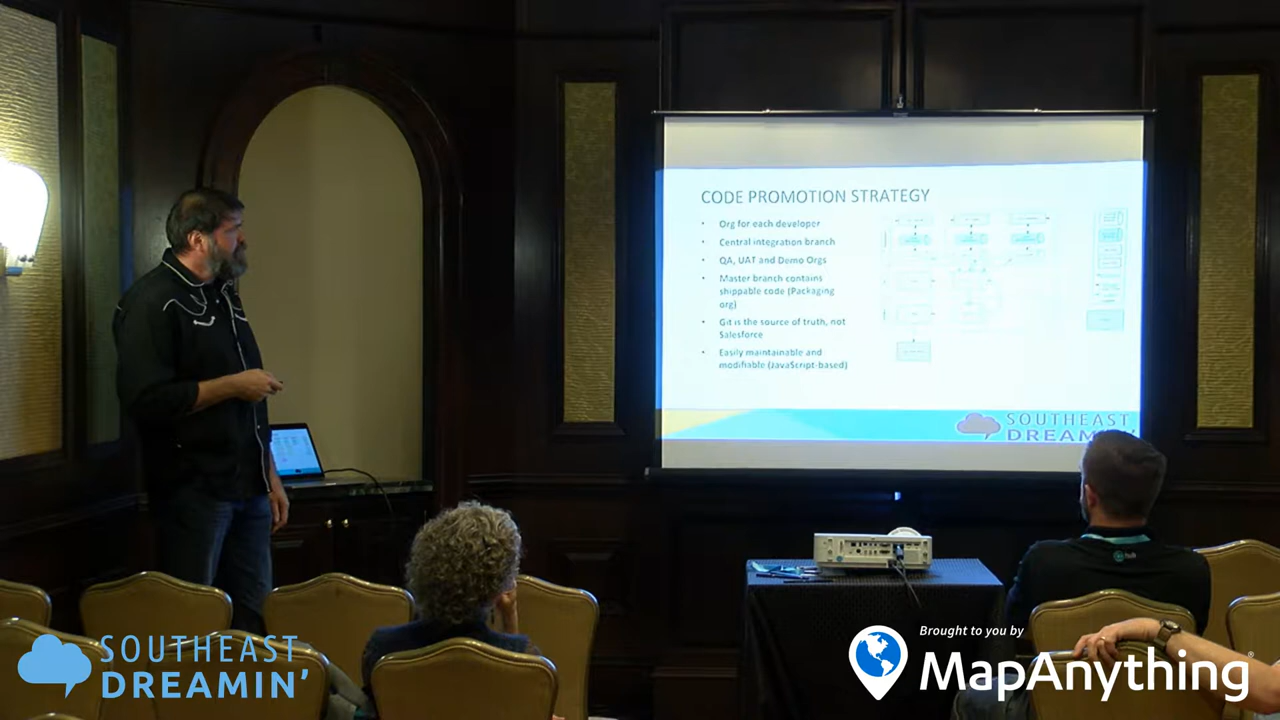 CODE PROMOTION STRATEGY
• Org for each developer
• Central integration branch
• QA, UAT and Demo Orgs
• Master branch contains
shippable code (Packaging
org)
• Git is the source of truth, not
Salesforce
• Easily maintainable and
modifiable (JavaScript-based)
SOUTHEAST
DREAMIN'
hub
SOUTHEAST
DREAMIN'
Brought to you by
MapAnything